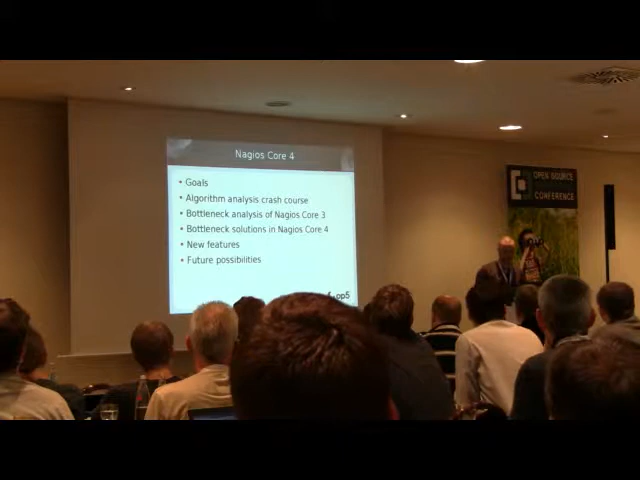 Nagios Core 4
• Goals
• Algorithm analysis crash course
• Bottleneck analysis of Nagios Core 3
• Bottleneck solutions in Nagios Core 4
• New features
• Future possibilities
op5
OPEN SOURCE
CONFERENCE